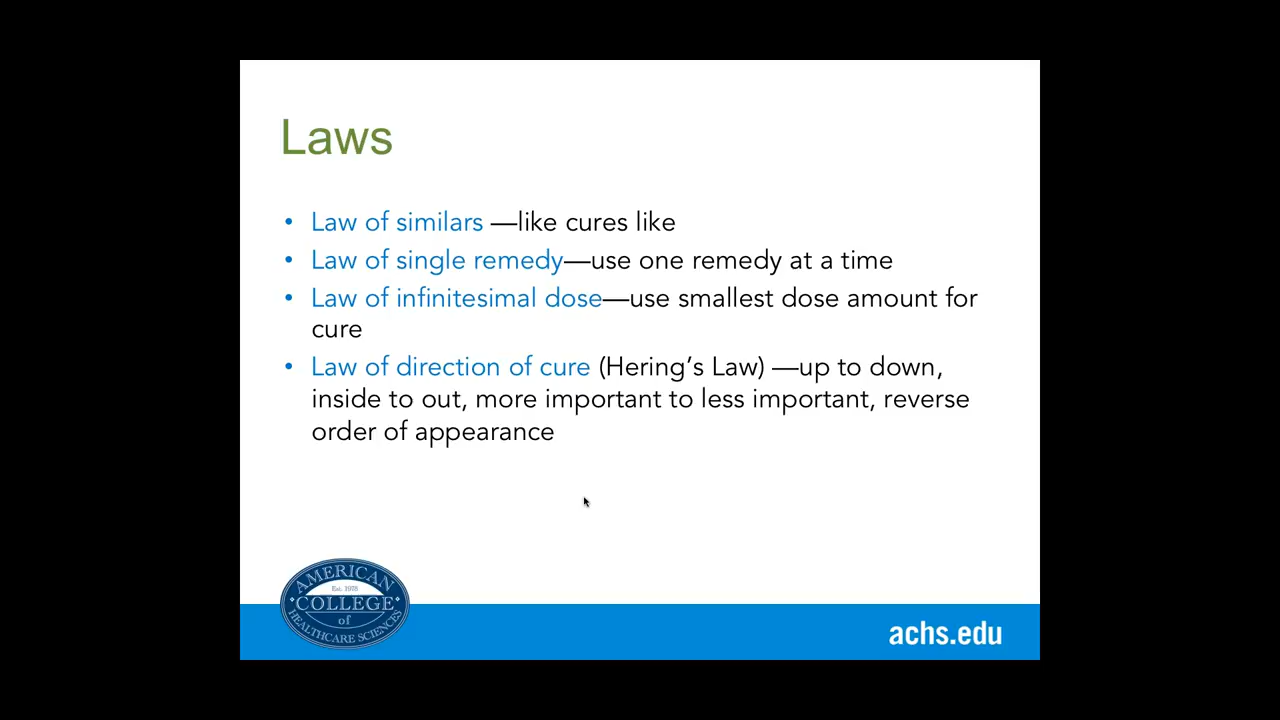 Laws
• Law of similars —like cures like
• Law of single remedy—use one remedy at a time
• Law of infinitesimal dose—use smallest dose amount for
cure
• Law of direction of cure (Hering’s Law) —up to down,
inside to out, more important to less important, reverse
order of appearance
AMERICAN
Est. 1978
COLLEGE
of
HEALTHCARE SCIENCES
achs.edu